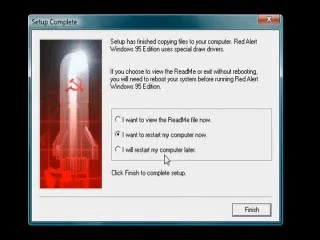 Setup Complete
Setup has finished copying files to your computer. Red Alert
Windows 95 Edition uses special draw drivers.
If you choose to view the ReadMe or exit without rebooting,
you will need to reboot your system before running Red Alert
Windows 95 Edition.
I want to view the ReadMe file now.
I want to restart my computer now.
I will restart my computer later.
Click Finish to complete setup.
Finish